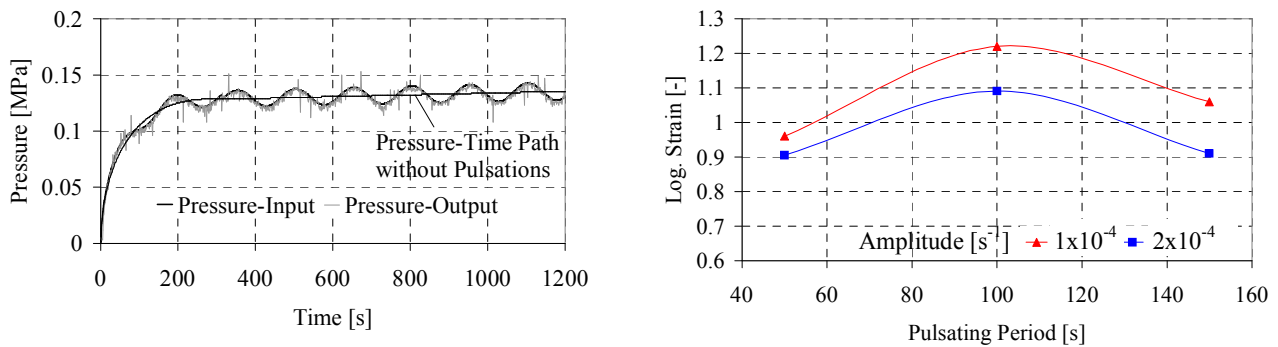 0.2
0.15
0.1
0.05
0
Pressure [MPa]
Pressure-Time Path
without Pulsations
Pressure-Input
Pressure-Output
0
200
400
600
800
1000
1200
Time [s]
1.3
1.2
1.1
1
0.9
0.8
0.7
0.6
Log. Strain [-]
Amplitude [s⁻¹]
1x10⁻⁴
2x10⁻⁴
40
60
80
100
120
140
160
Pulsating Period [s]